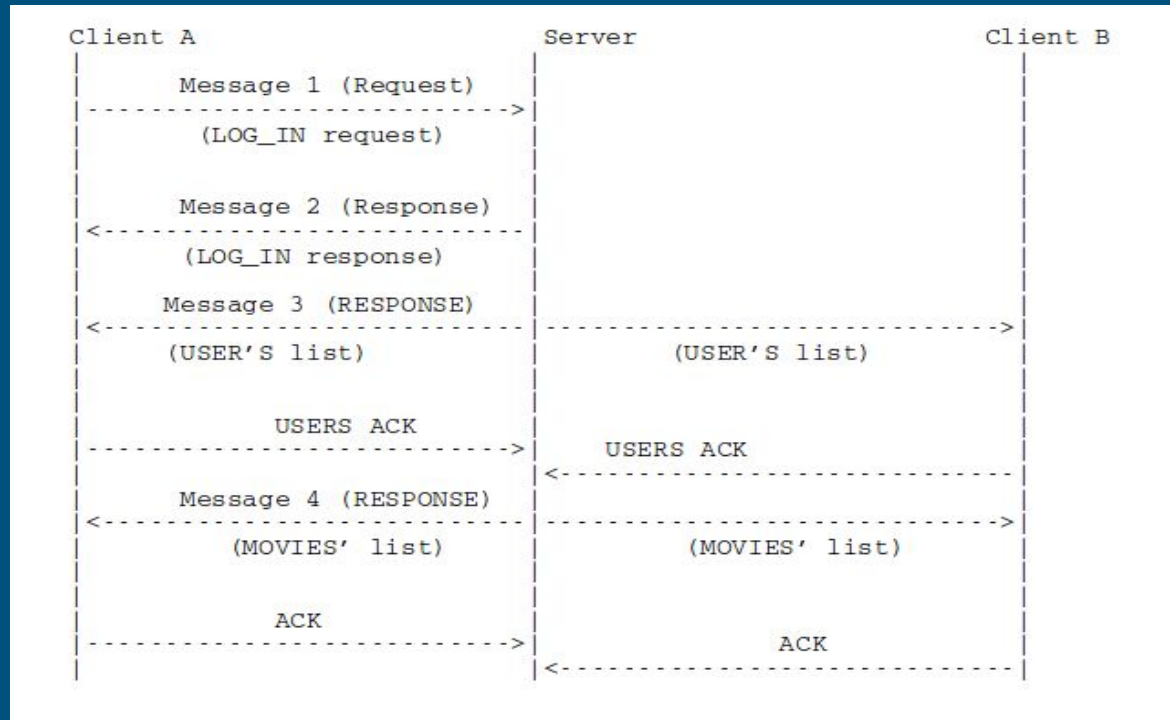 Client A Server Client B
Message 1 (Request)
(LOG_IN request)
Message 2 (Response)
(LOG_IN response)
Message 3 (RESPONSE)
(USER’S list) (USER’S list)
USERS ACK
USERS ACK
Message 4 (RESPONSE)
(MOVIES’ list) (MOVIES’ list)
ACK
ACK